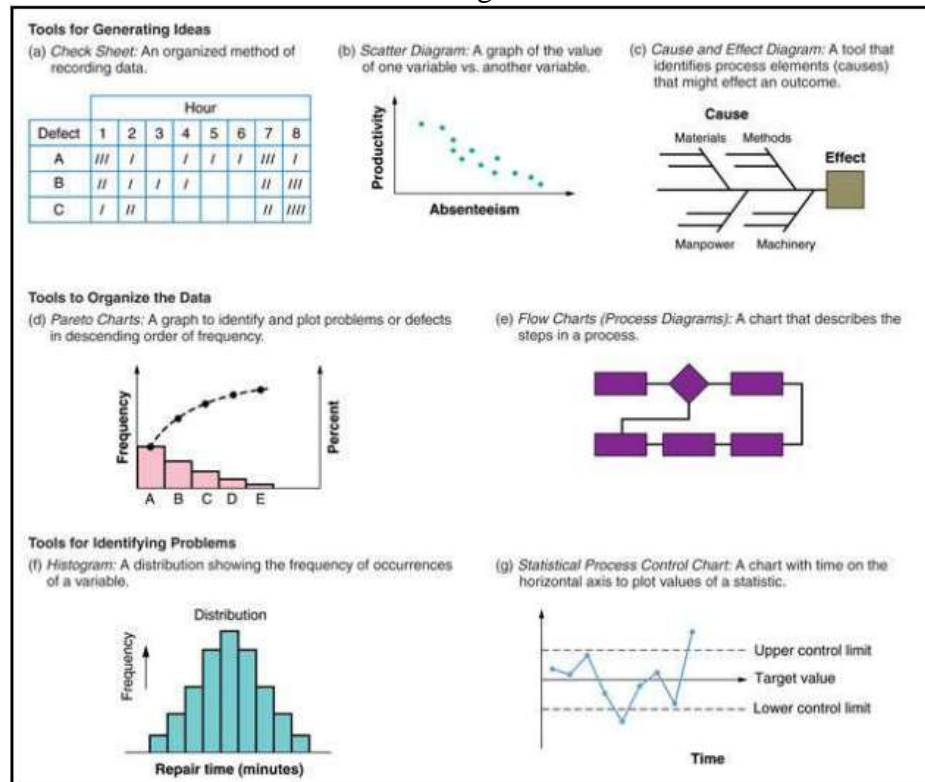 Tools for Generating Ideas
(a) Check Sheet: An organized method of
recording data.
Hour
Defect 1 2 3 4 5 6 7 8
A /// / / / / /// /
B // / / / // ///
C / // // ////
(b) Scatter Diagram: A graph of the value
of one variable vs. another variable.
Productivity
Absenteeism
(c) Cause and Effect Diagram: A tool that
identifies process elements (causes)
that might effect an outcome.
Cause
Materials Methods
Effect
Manpower Machinery
Tools to Organize the Data
(d) Pareto Charts: A graph to identify and plot problems or defects
in descending order of frequency.
Frequency
Percent
A B C D E
(e) Flow Charts (Process Diagrams): A chart that describes the
steps in a process.
Tools for Identifying Problems
(f) Histogram: A distribution showing the frequency of occurrences
of a variable.
Distribution
Frequency
Repair time (minutes)
(g) Statistical Process Control Chart: A chart with time on the
horizontal axis to plot values of a statistic.
Upper control limit
Target value
Lower control limit
Time